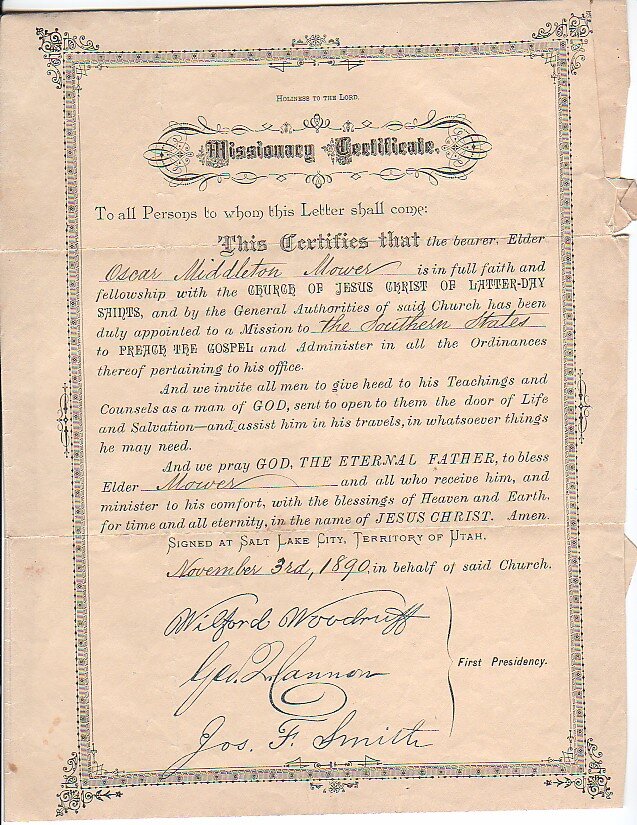 HOLINESS TO THE LORD.
Missionary Certificate.
To all Persons to whom this Letter shall come:
This Certifies that the bearer, Elder
Oscar Middleton Mower is in full faith and
fellowship with the CHURCH OF JESUS CHRIST OF LATTER-DAY
SAINTS, and by the General Authorities of said Church has been
duly appointed to a Mission to the Southern States
to PREACH THE GOSPEL and Administer in all the Ordinances
thereof pertaining to his office.
And we invite all men to give heed to his Teachings and
Counsels as a man of GOD, sent to open to them the door of Life
and Salvation—and assist him in his travels, in whatsoever things
he may need.
And we pray GOD, THE ETERNAL FATHER, to bless
Elder Mower and all who receive him, and
minister to his comfort, with the blessings of Heaven and Earth,
for time and all eternity, in the name of JESUS CHRIST. Amen.
SIGNED AT SALT LAKE CITY, TERRITORY OF UTAH.
November 3rd, 1890, in behalf of said Church.
Wilford Woodruff
Geo. Q. Cannon
First Presidency.
Jos. F. Smith